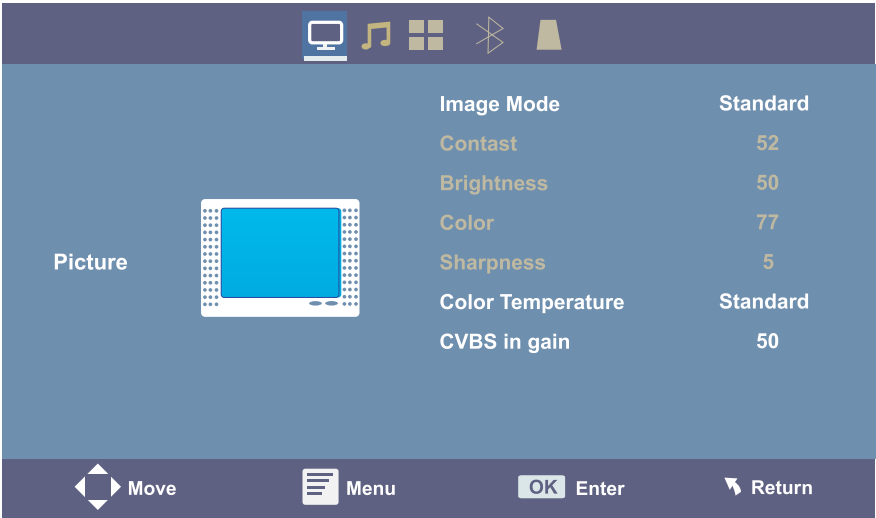 Image Mode Standard
Contast 52
Brightness 50
Color 77
Picture
Sharpness 5
Color Temperature Standard
CVBS in gain 50
Move Menu OK Enter Return